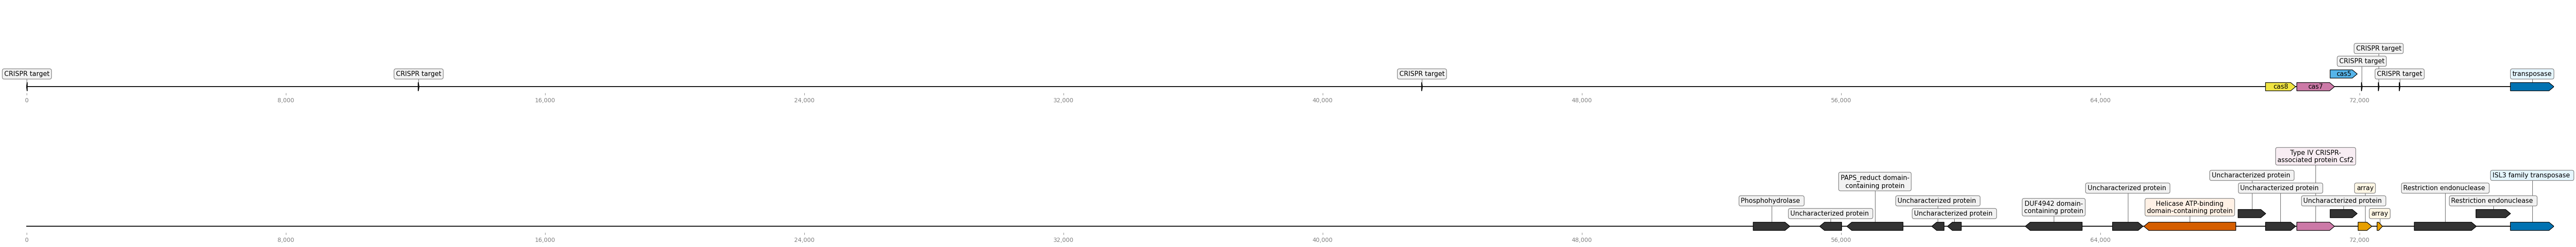 CRISPR target
CRISPR target
CRISPR target
CRISPR target
CRISPR target
CRISPR target
transposase
cas5
cas8
cas7
0
8,000
16,000
24,000
32,000
40,000
48,000
56,000
64,000
72,000
Type IV CRISPR-
associated protein Csf2
PAPS_reduct domain-
containing protein
Uncharacterized protein
ISL3 family transposase
Uncharacterized protein
Uncharacterized protein
array
Restriction endonuclease
Phosphohydrolase
Uncharacterized protein
DUF4942 domain-
containing protein
Helicase ATP-binding
domain-containing protein
Uncharacterized protein
Restriction endonuclease
Uncharacterized protein
Uncharacterized protein
array
0
8,000
16,000
24,000
32,000
40,000
48,000
56,000
64,000
72,000